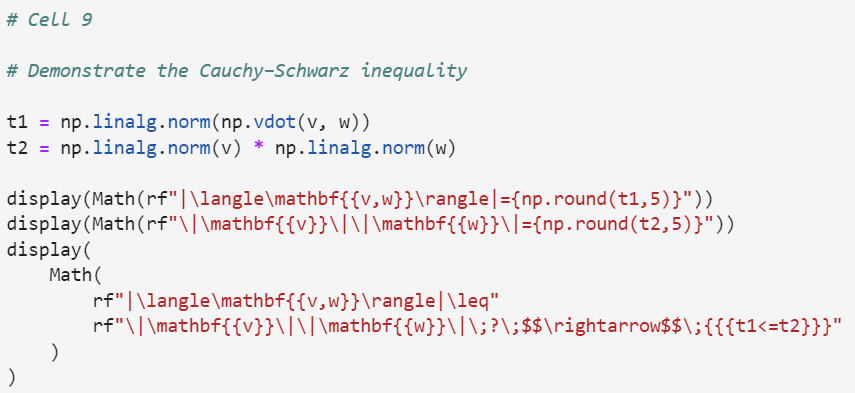 # Cell 9
# Demonstrate the Cauchy–Schwarz inequality
t1 = np.linalg.norm(np.vdot(v, w))
t2 = np.linalg.norm(v) * np.linalg.norm(w)
display(Math(rf"|\langle\mathbf{{v,w}}\rangle|={np.round(t1,5)}"))
display(Math(rf"\|\mathbf{{v}}\|\|\mathbf{{w}}\|={np.round(t2,5)}"))
display(
    Math(
        rf"|\langle\mathbf{{v,w}}\rangle|\leq"
        rf"\|\mathbf{{v}}\|\|\mathbf{{w}}\|\;?\;$$\rightarrow$$\;{{{t1<=t2}}}"
    )
)